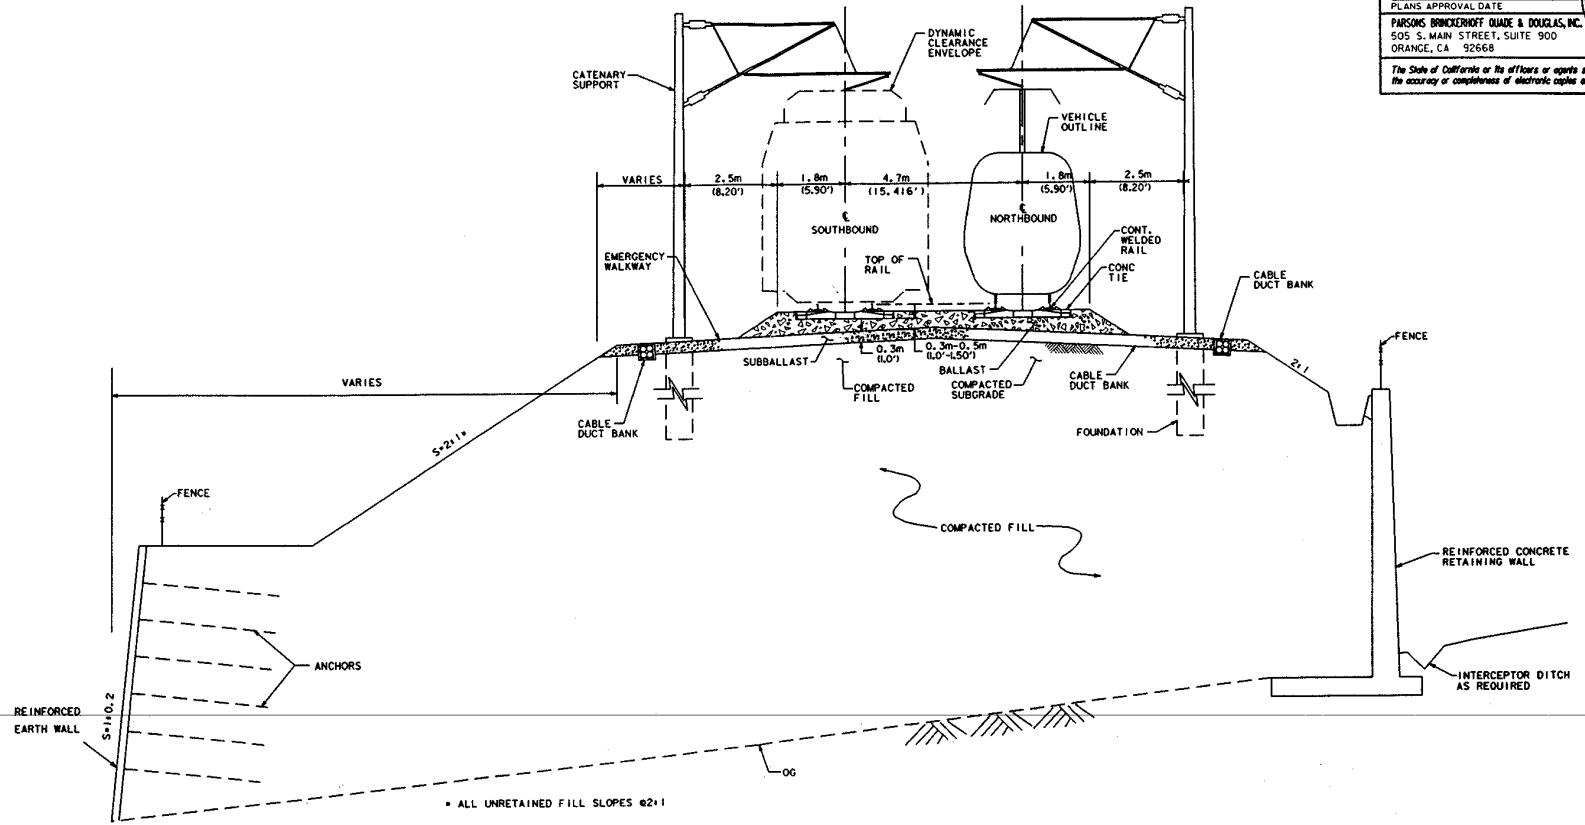 PLANS APPROVAL DATE
PARSONS BRINCKERHOFF QUADE & DOUGLAS, INC.
505 S. MAIN STREET, SUITE 900
ORANGE, CA 92668
The State of California or its officers or agents
the accuracy or completeness of electronic copies
DYNAMIC
CLEARANCE
ENVELOPE
CATENARY
SUPPORT
VEHICLE
OUTLINE
VARIES
2.5m
(8.20')
1.8m
(5.90')
4.7m
(15.416')
1.8m
(5.90')
2.5m
(8.20')
℄
SOUTHBOUND
℄
NORTHBOUND
CONT.
WELDED
RAIL
EMERGENCY
WALKWAY
TOP OF
RAIL
CONC
TIE
CABLE
DUCT BANK
FENCE
SUBALLAST
0.3m
(1.0')
0.3m-0.5m
(1.0'-1.50')
BALLAST
COMPACTED
FILL
COMPACTED
SUBGRADE
CABLE
DUCT BANK
2:1
VARIES
CABLE
DUCT BANK
FOUNDATION
S=2:1*
FENCE
COMPACTED FILL
REINFORCED CONCRETE
RETAINING WALL
ANCHORS
INTERCEPTOR DITCH
AS REQUIRED
S=1:0.2
REINFORCED
EARTH WALL
OG
* ALL UNRETAINED FILL SLOPES @2:1